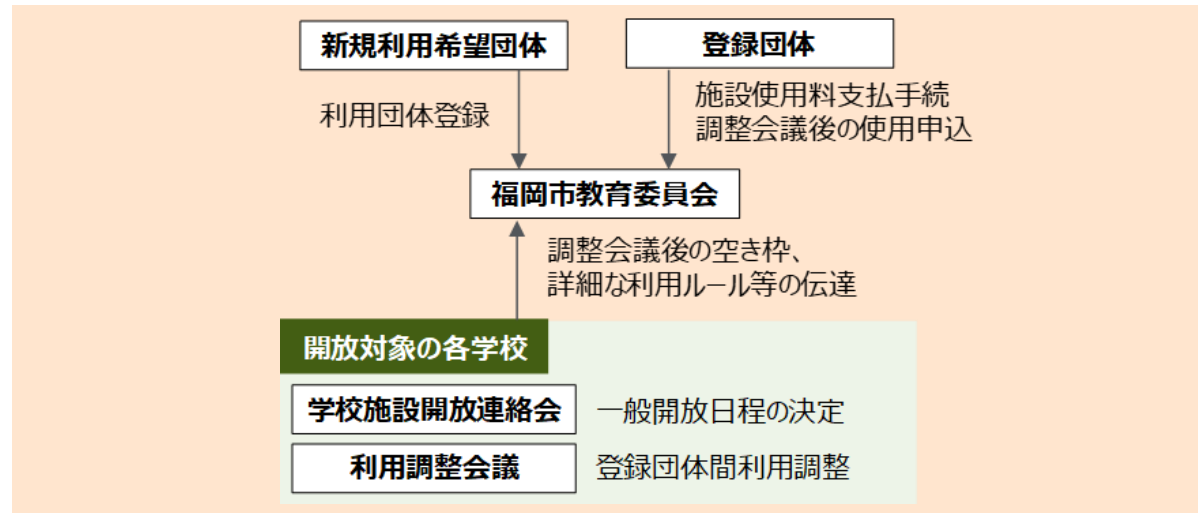 新規利用希望団体
登録団体
利用団体登録
施設使用料支払手続
調整会議後の使用申込
福岡市教育委員会
調整会議後の空き枠、
詳細な利用ルール等の伝達
開放対象の各学校
学校施設開放連絡会
一般開放日程の決定
利用調整会議
登録団体間利用調整